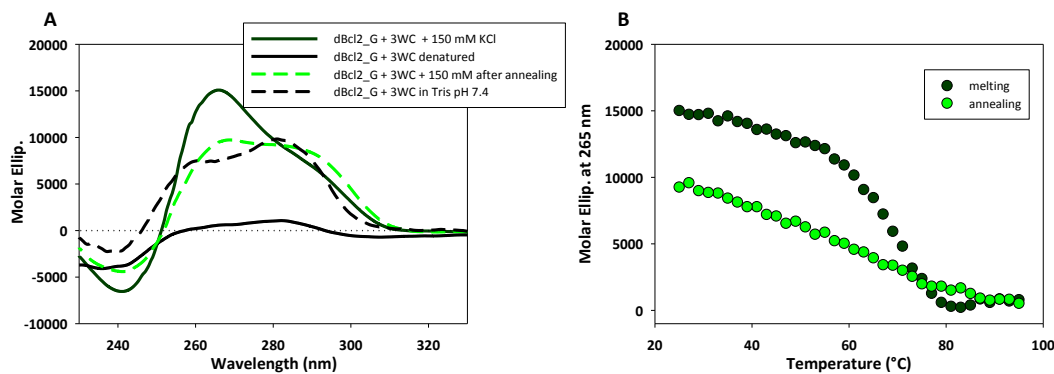 A
20000
15000
10000
5000
0
-5000
-10000
Molar Ellip.
240
260
280
300
320
Wavelength (nm)
dBcl2_G + 3WC + 150 mM KCl
dBcl2_G + 3WC denatured
dBcl2_G + 3WC + 150 mM after annealing
dBcl2_G + 3WC in Tris pH 7.4
B
20000
15000
10000
5000
0
Molar Ellip. at 265 nm
20
40
60
80
100
Temperature (°C)
melting
annealing